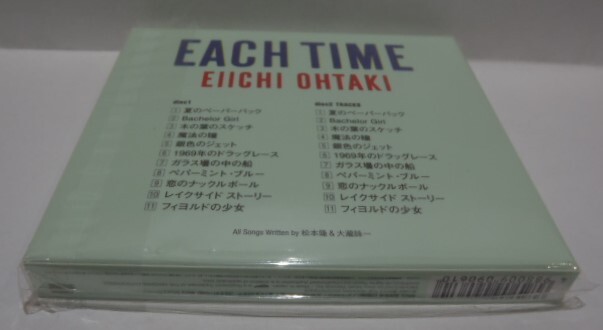 EACH TIME
EIICHI OHTAKI
disc1
1 夏のペーパーバック
2 Bachelor Girl
3 木の葉のスケッチ
4 魔法の瞳
5 銀色のジェット
6 1969年のドラッグレース
7 ガラス壜の中の船
8 ペパーミント・ブルー
9 恋のナックルボール
10 レイクサイド ストーリー
11 フィヨルドの少女
disc2 TRACKS
1 夏のペーパーバック
2 Bachelor Girl
3 木の葉のスケッチ
4 魔法の瞳
5 銀色のジェット
6 1969年のドラッグレース
7 ガラス壜の中の船
8 ペパーミント・ブルー
9 恋のナックルボール
10 レイクサイド ストーリー
11 フィヨルドの少女
All Songs Written by 松本隆 & 大瀧詠一